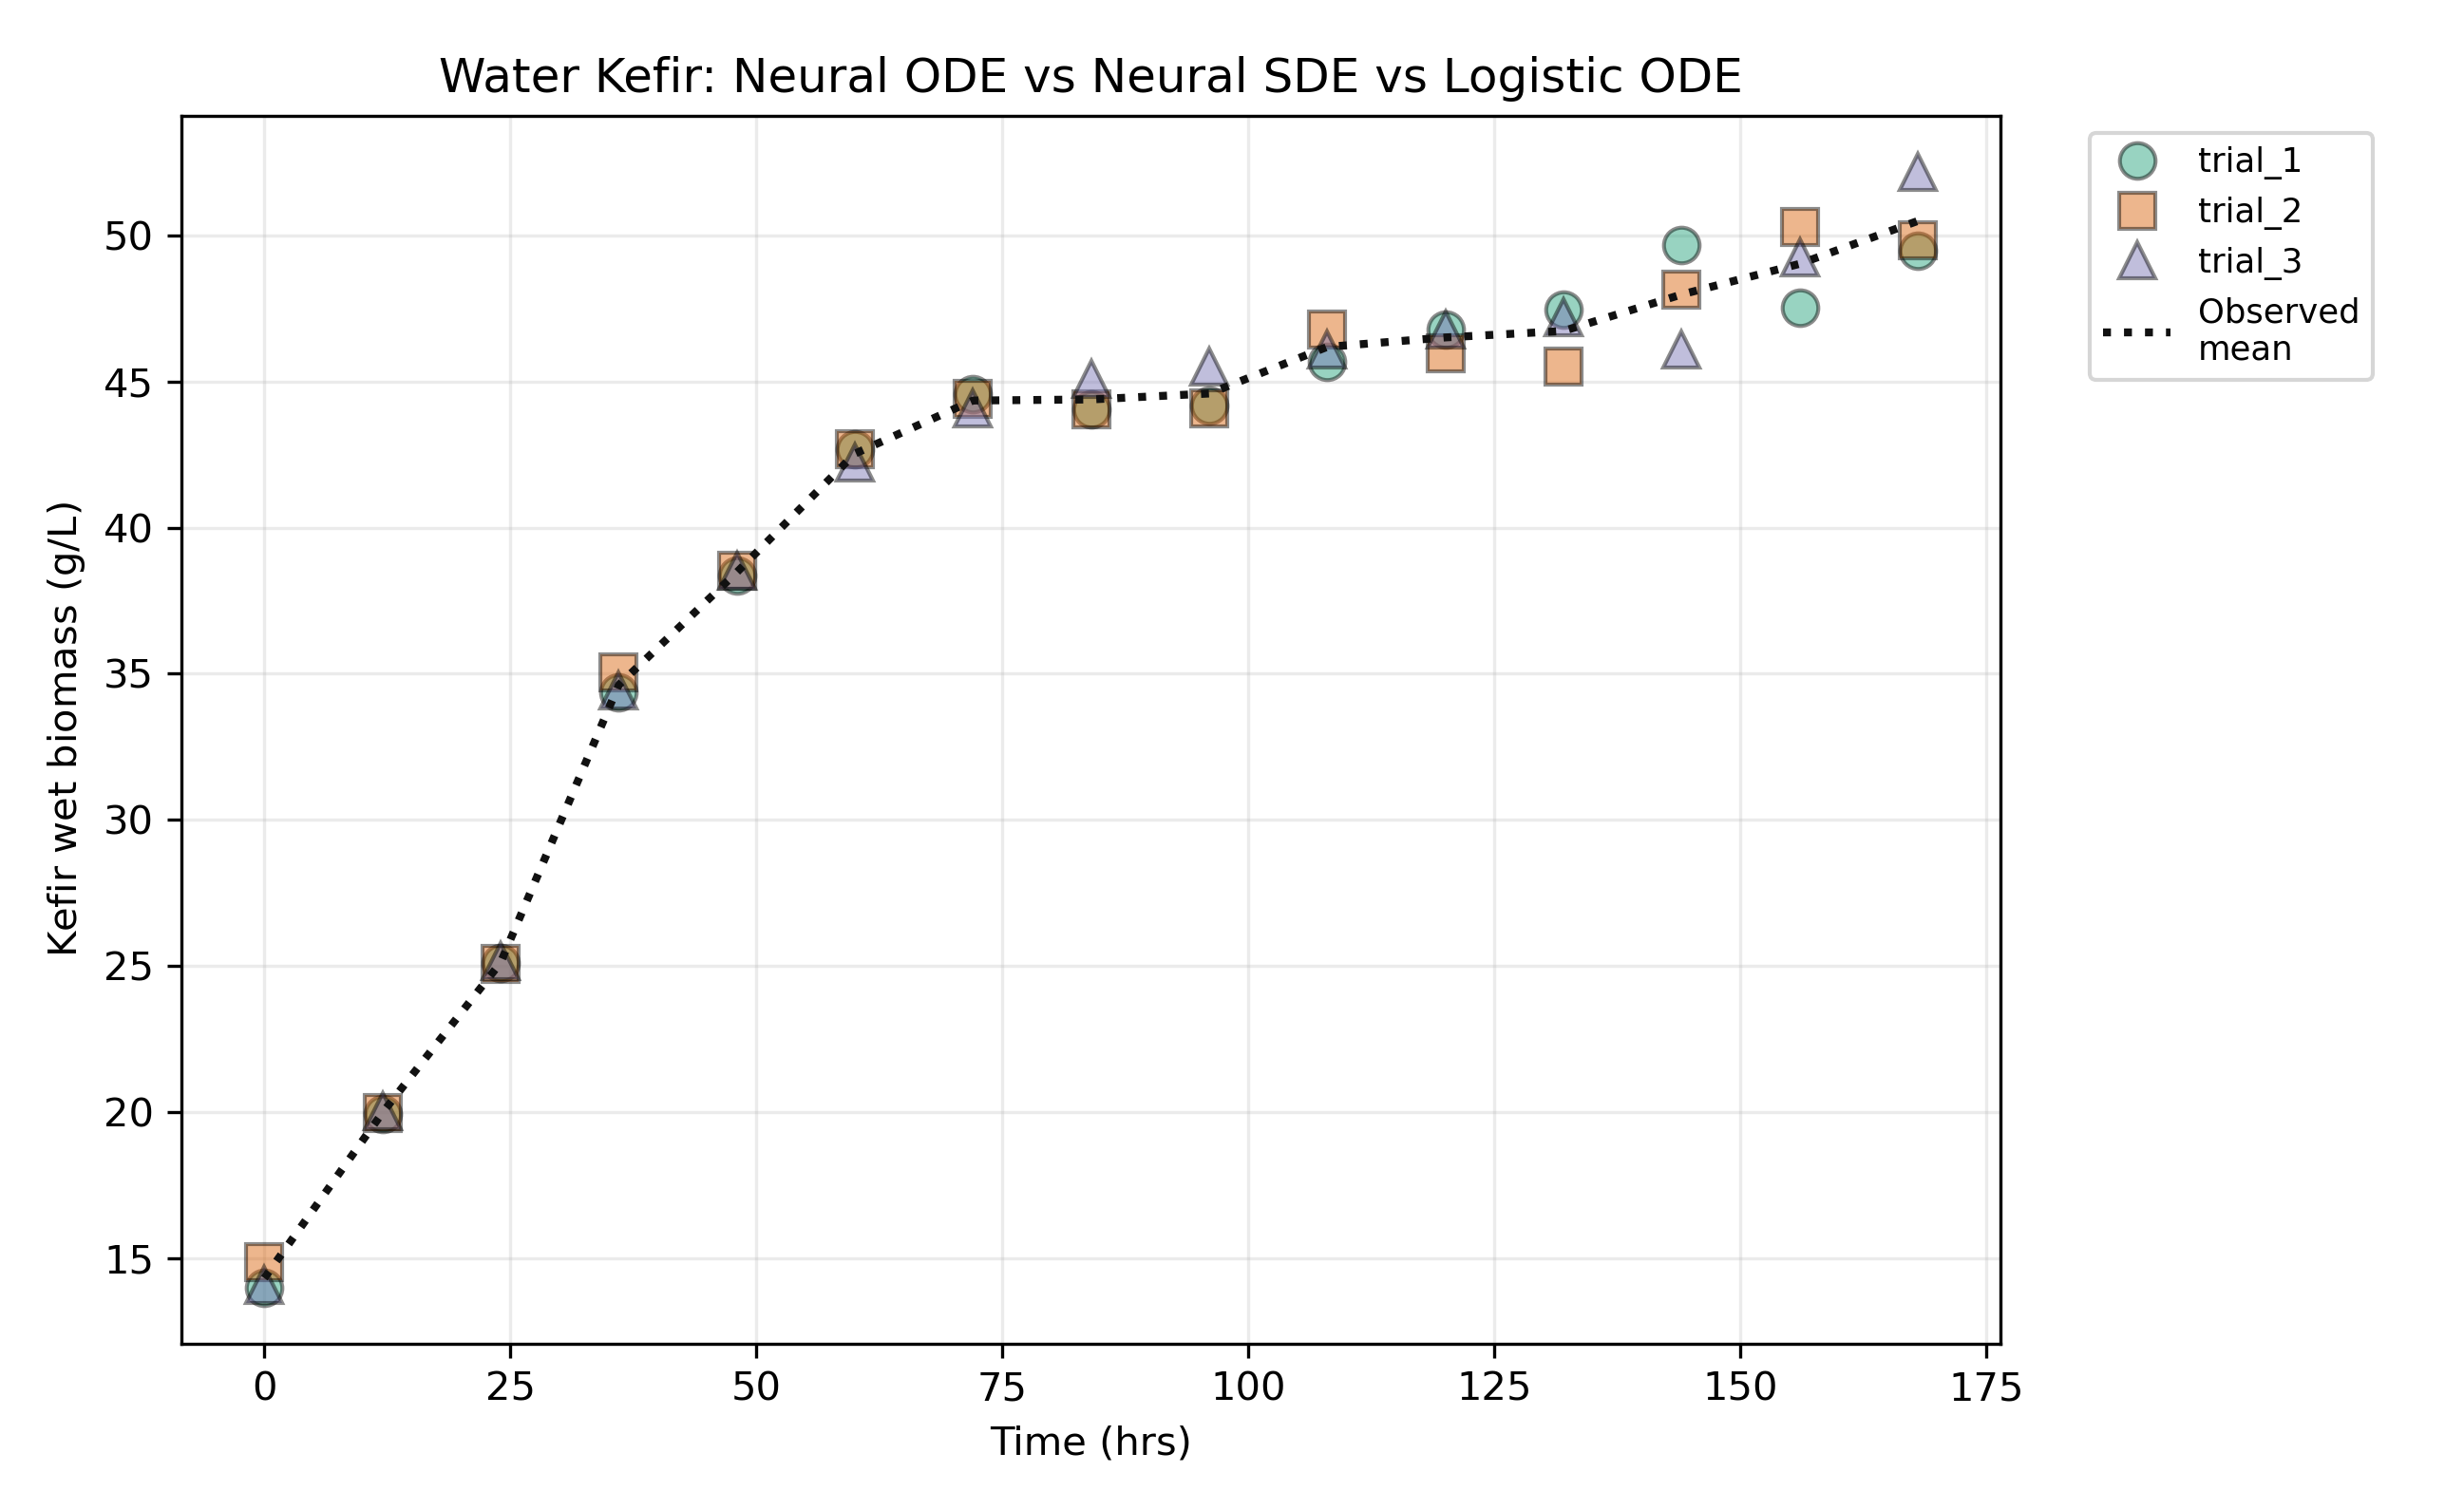 Water Kefir: Neural ODE vs Neural SDE vs Logistic ODE
trial_1
trial_2
trial_3
Observed
mean
50
45
40
35
30
25
20
15
Kefir wet biomass (g/L)
0 25 50 75 100 125 150 175
Time (hrs)